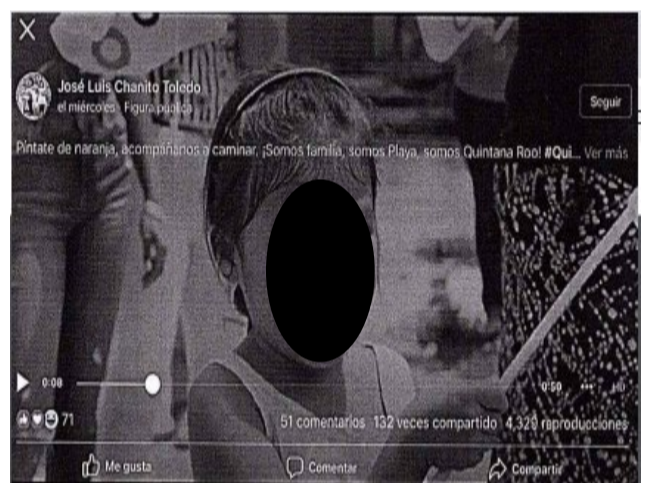 José Luis Chanito Toledo
el miércoles · Figura pública
Seguir
Píntate de naranja, acompáñanos a caminar. ¡Somos familia, somos Playa, somos Quintana Roo! #Qui... Ver más
0:08
0:50
HD
71
51 comentarios 132 veces compartido 4,329 reproducciones
Me gusta
Comentar
Compartir